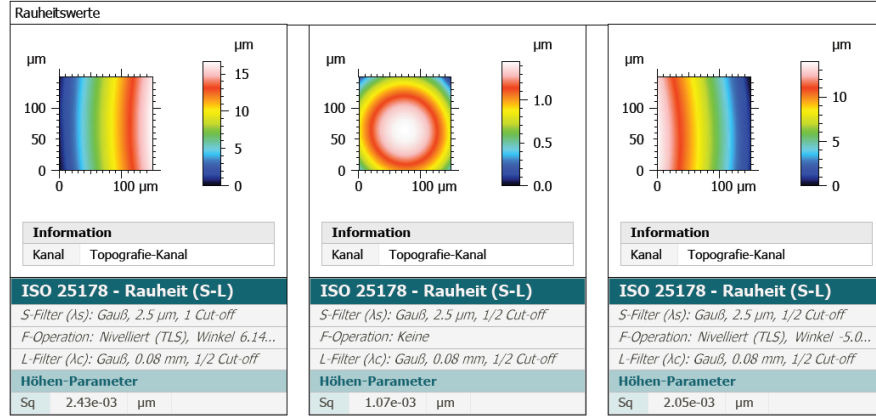 Rauheitswerte
µm
µm
15
10
5
0
100
50
0
0
100 µm
Information
Kanal Topografie-Kanal
ISO 25178 - Rauheit (S-L)
S-Filter (λs): Gauß, 2.5 µm, 1 Cut-off
F-Operation: Nivelliert (TLS), Winkel 6.14...
L-Filter (λc): Gauß, 0.08 mm, 1/2 Cut-off
Höhen-Parameter
Sq 2.43e-03 µm
µm
µm
1.0
0.5
0.0
100
50
0
0
100 µm
Information
Kanal Topografie-Kanal
ISO 25178 - Rauheit (S-L)
S-Filter (λs): Gauß, 2.5 µm, 1/2 Cut-off
F-Operation: Keine
L-Filter (λc): Gauß, 0.08 mm, 1/2 Cut-off
Höhen-Parameter
Sq 1.07e-03 µm
µm
µm
10
5
0
100
50
0
0
100 µm
Information
Kanal Topografie-Kanal
ISO 25178 - Rauheit (S-L)
S-Filter (λs): Gauß, 2.5 µm, 1/2 Cut-off
F-Operation: Nivelliert (TLS), Winkel -5.0...
L-Filter (λc): Gauß, 0.08 mm, 1/2 Cut-off
Höhen-Parameter
Sq 2.05e-03 µm